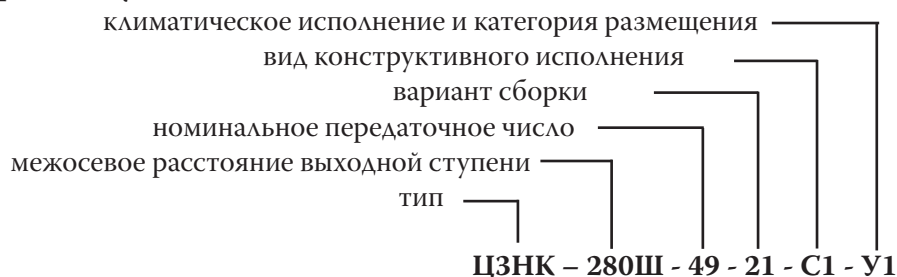 климатическое исполнение и категория размещения
вид конструктивного исполнения
вариант сборки
номинальное передаточное число
межосевое расстояние выходной ступени
тип
ЦЗНК – 280Ш - 49 - 21 - С1 - У1